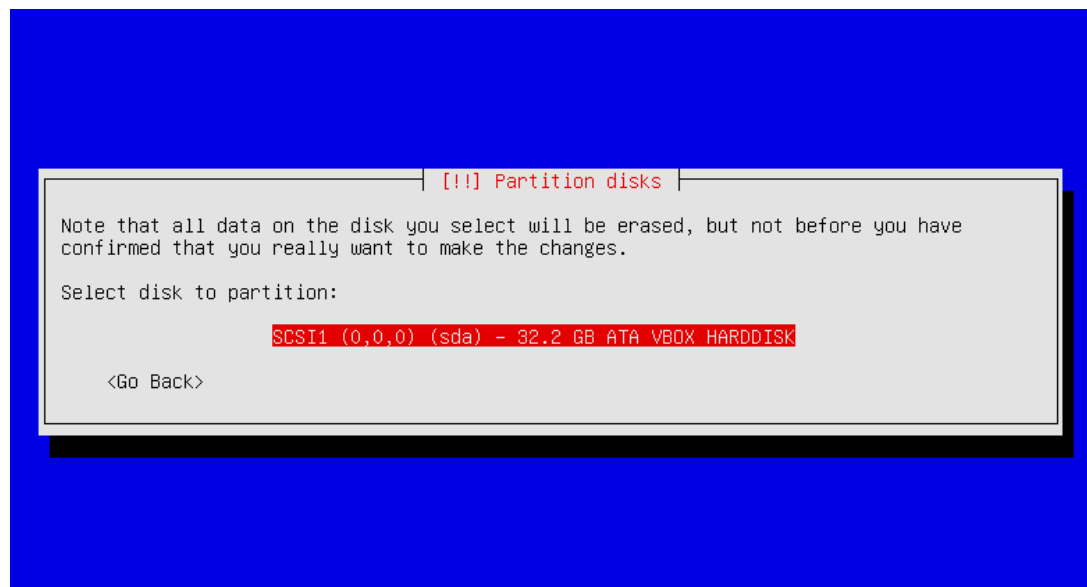 [!!] Partition disks
Note that all data on the disk you select will be erased, but not before you have
confirmed that you really want to make the changes.
Select disk to partition:
SCSI1 (0,0,0) (sda) - 32.2 GB ATA VBOX HARDDISK
<Go Back>